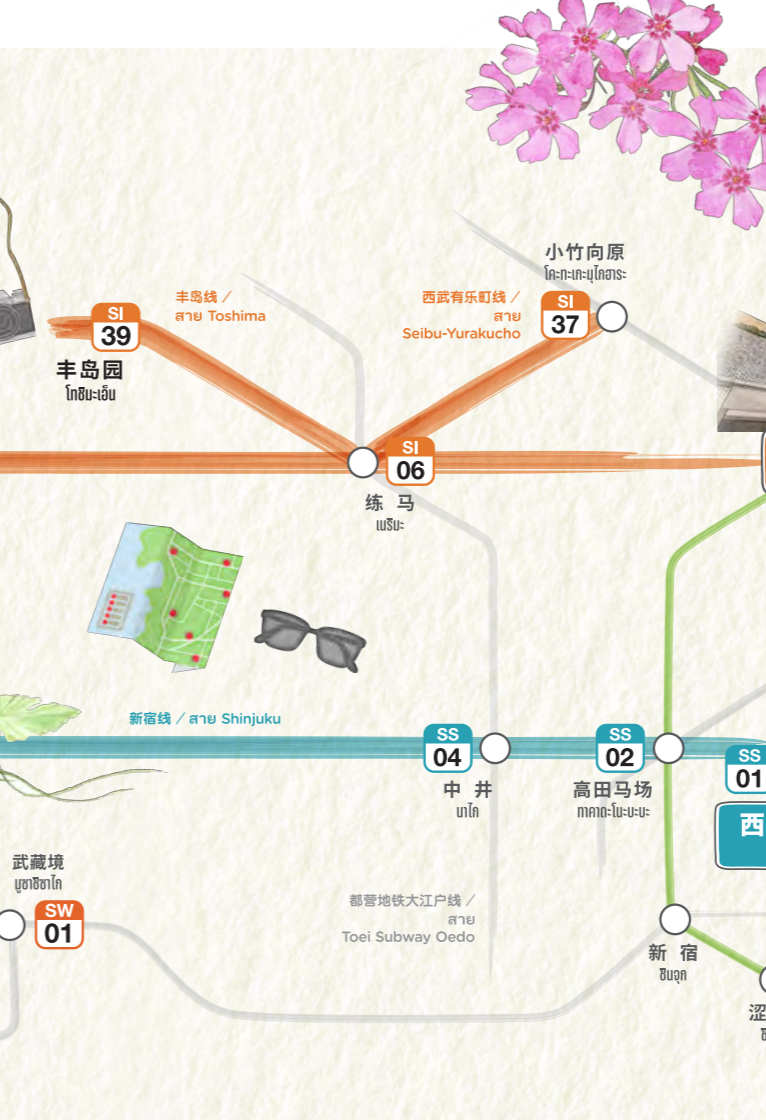 小竹向原
โคะทะเคะมุไคฮาระ
丰岛线 /
สาย Toshima
西武有乐町线 /
สาย
Seibu-Yurakucho
SI
37
SI
39
丰岛园
โทชิมะเอ็น
SI
06
练 马
เนริมะ
新宿线 / สาย Shinjuku
SS
04
中 井
นาไก
SS
02
高田马场
ทาคาดะโนะบะบะ
SS
01
西
武藏境
มูซาชิซาไก
SW
01
都营地铁大江户线 /
สาย
Toei Subway Oedo
新 宿
ชินจุกุ
涩